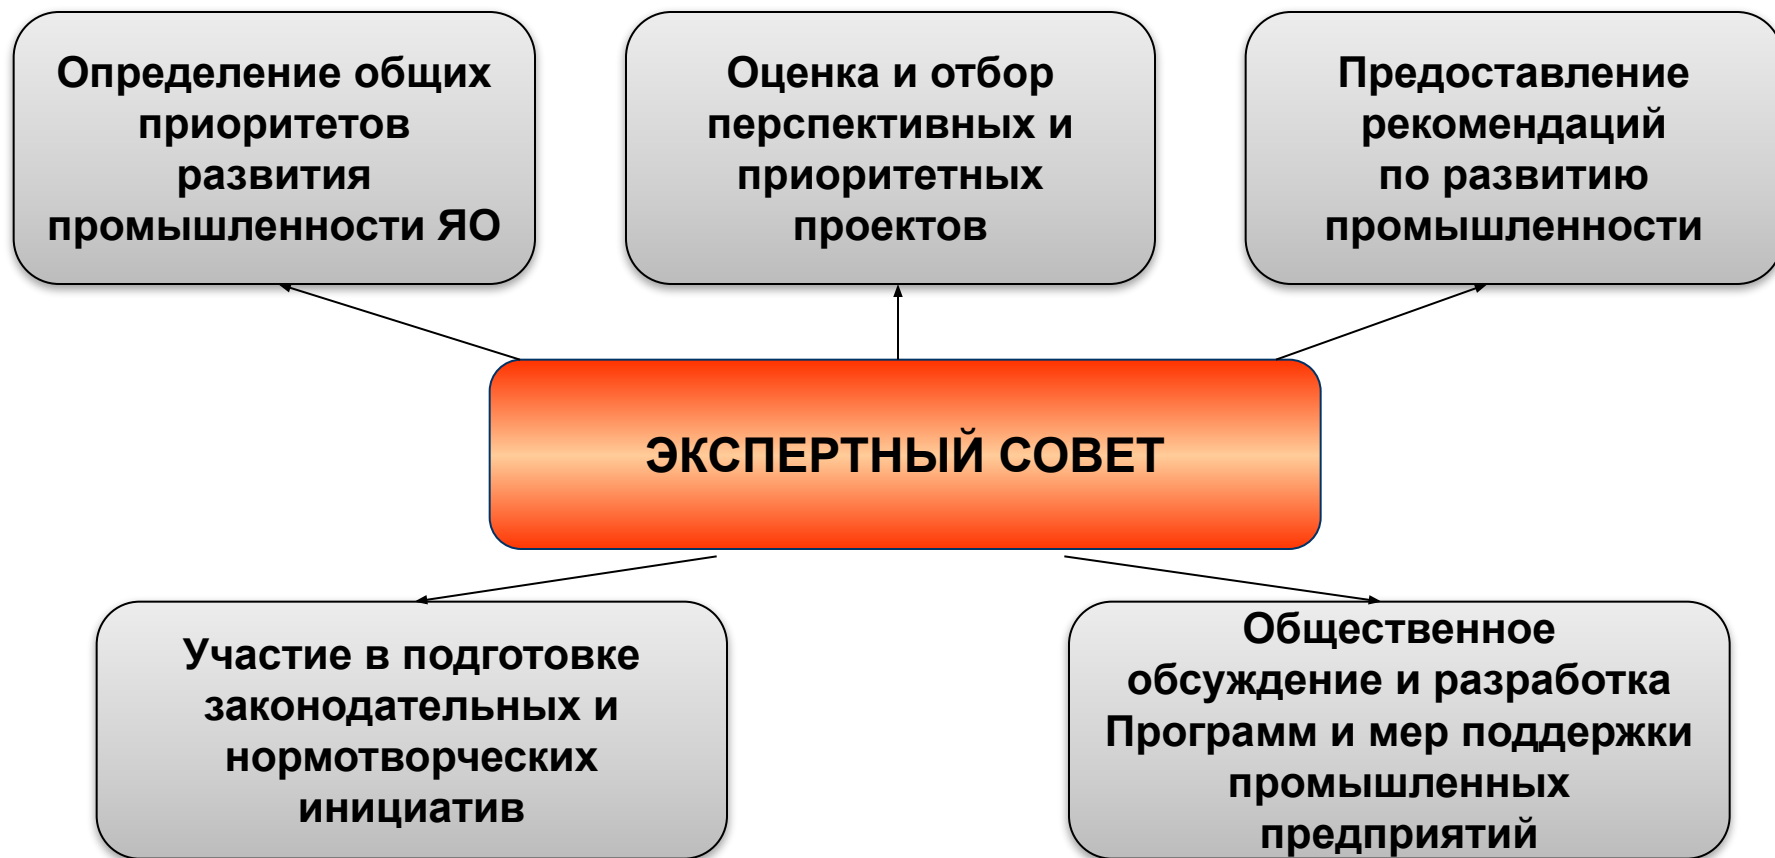 Определение общих
приоритетов
развития
промышленности ЯО
Оценка и отбор
перспективных и
приоритетных
проектов
Предоставление
рекомендаций
по развитию
промышленности
ЭКСПЕРТНЫЙ СОВЕТ
Участие в подготовке
законодательных и
нормотворческих
инициатив
Общественное
обсуждение и разработка
Программ и мер поддержки
промышленных
предприятий